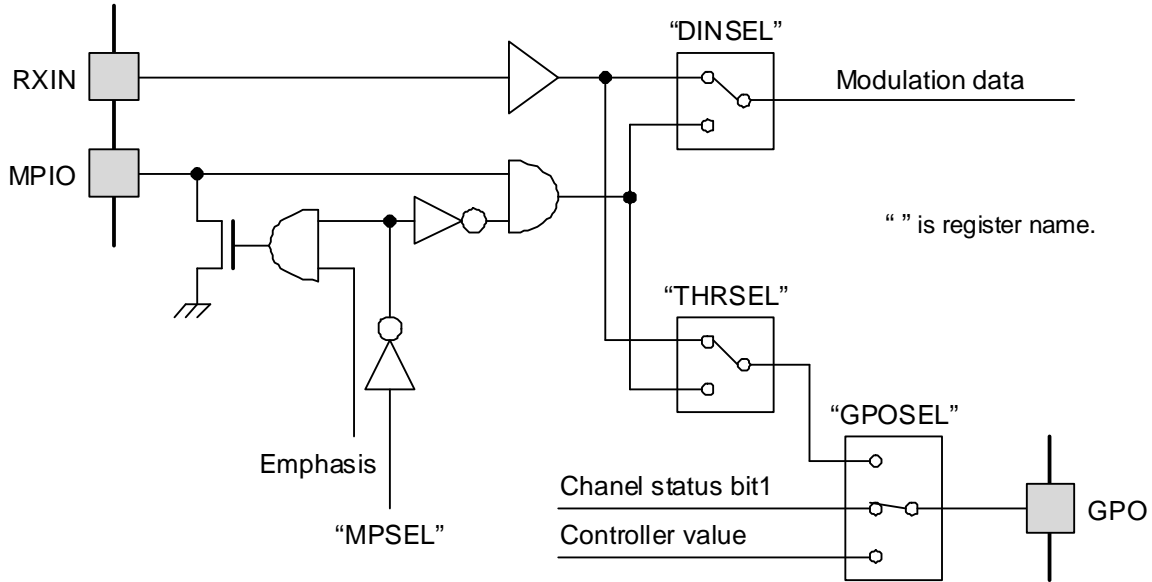 “DINSEL”
RXIN
Modulation data
MPIO
“ ” is register name.
“THRSEL”
“GPOSEL”
Emphasis
Chanel status bit1
GPO
“MPSEL”
Controller value